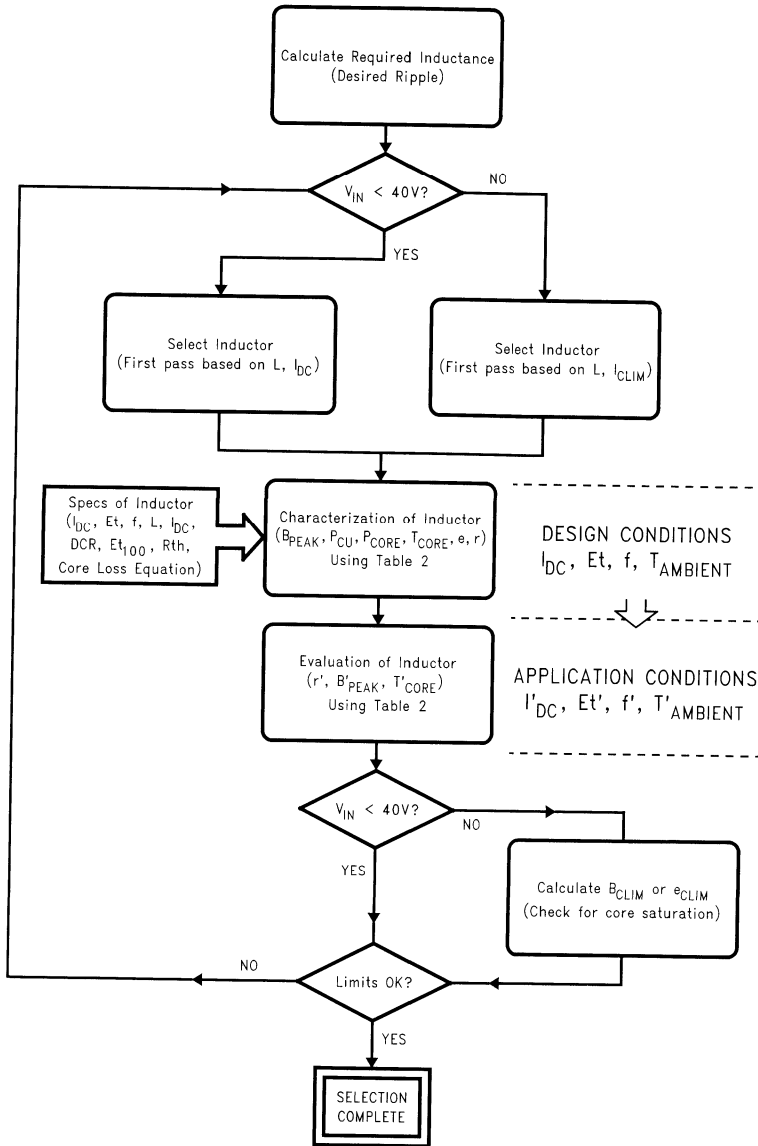 Calculate Required Inductance
(Desired Ripple)
V_IN < 40V?
NO
YES
Select Inductor
(First pass based on L, I_DC)
Select Inductor
(First pass based on L, I_CLIM)
Specs of Inductor
(I_DC, Et, f, L, I_DC,
DCR, Et_100, Rth,
Core Loss Equation)
Characterization of Inductor
(B_PEAK, P_CU, P_CORE, T_CORE, e, r)
Using Table 2
DESIGN CONDITIONS
I_DC, Et, f, T_AMBIENT
Evaluation of Inductor
(r', B'_PEAK, T'_CORE)
Using Table 2
APPLICATION CONDITIONS
I'_DC, Et', f', T'_AMBIENT
V_IN < 40V?
NO
YES
Calculate B_CLIM or e_CLIM
(Check for core saturation)
NO
Limits OK?
YES
SELECTION
COMPLETE